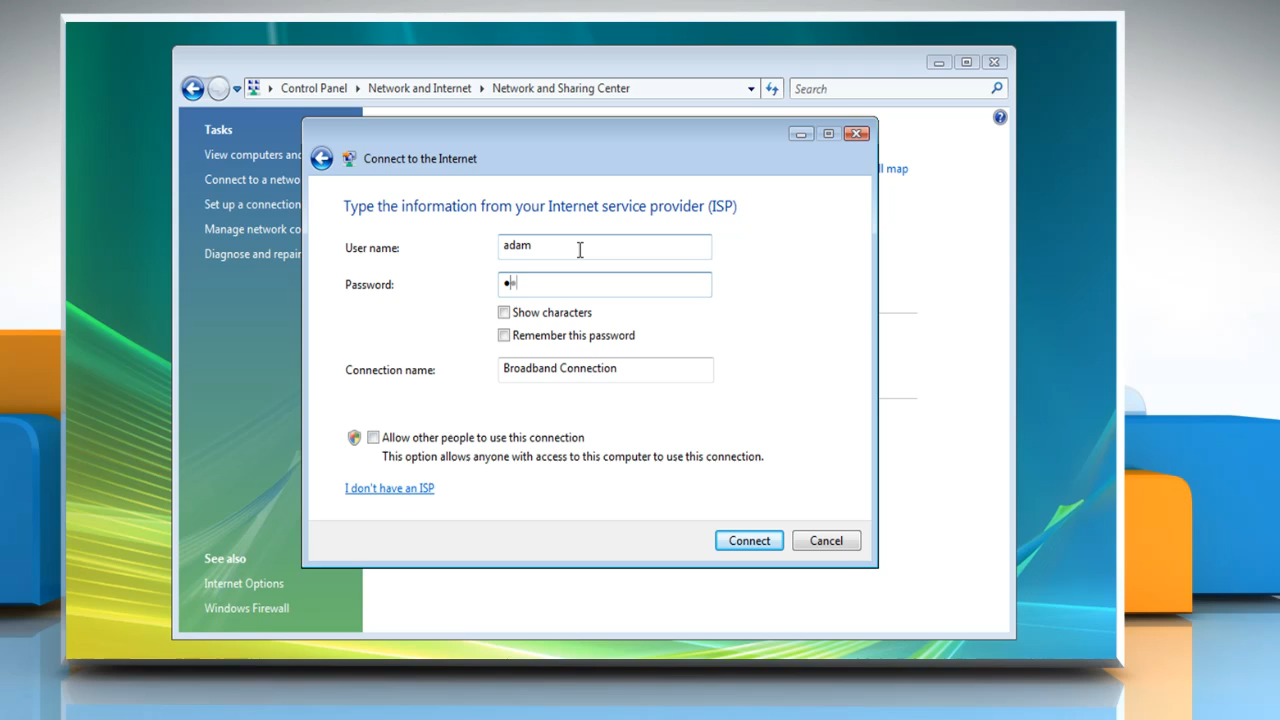 Control Panel
Network and Internet
Network and Sharing Center
Search
Tasks
View computers and
Connect to a netwo
Set up a connection
Manage network co
Diagnose and repair
ll map
Connect to the Internet
Type the information from your Internet service provider (ISP)
User name:
adam
Password:
Show characters
Remember this password
Connection name:
Broadband Connection
Allow other people to use this connection
This option allows anyone with access to this computer to use this connection.
I don't have an ISP
Connect
Cancel
See also
Internet Options
Windows Firewall